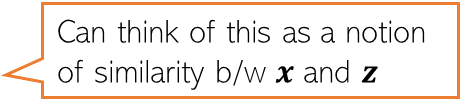 Can think of this as a notion
of similarity b/w x and z